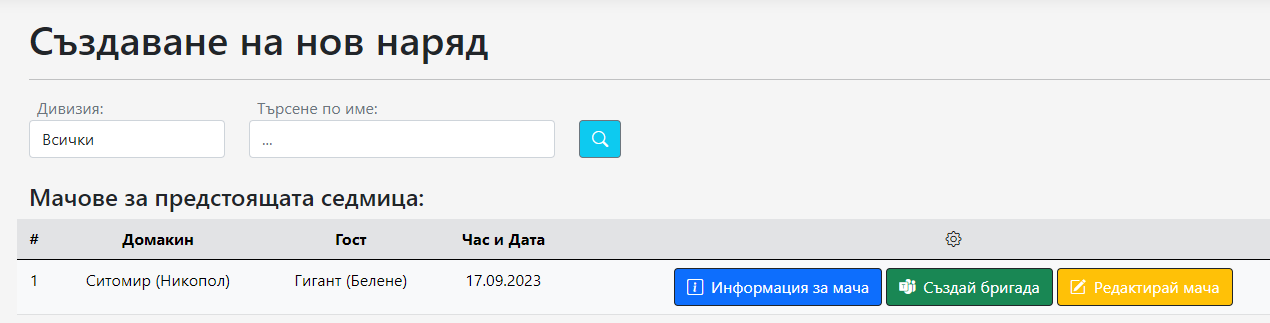 Създаване на нов наряд
Дивизия: Търсене по име:
Всички ...
Мачове за предстоящата седмица:
# Домакин Гост Час и Дата
1 Ситомир (Никопол) Гигант (Белене) 17.09.2023 Информация за мача Създай бригада Редактирай мача